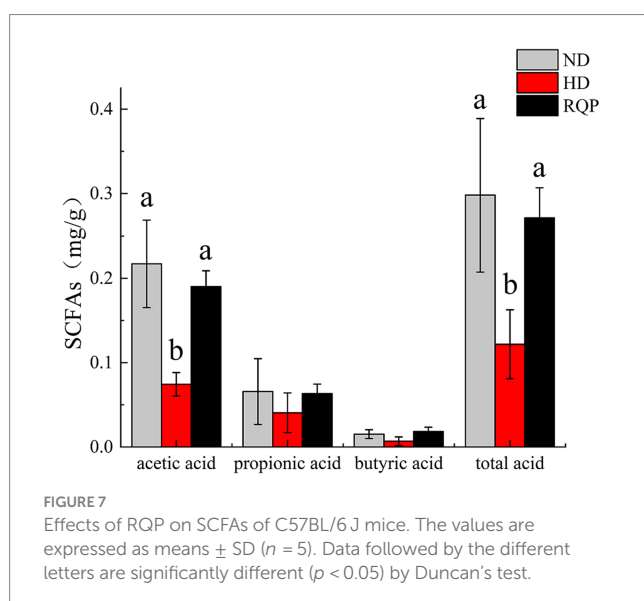 ND
HD
RQP
0.4
0.3
0.2
0.1
0.0
SCFAs（mg/g）
a
b
a
a
b
a
acetic acid
propionic acid
butyric acid
total acid
FIGURE 7
Effects of RQP on SCFAs of C57BL/6 J mice. The values are
expressed as means ± SD (n = 5). Data followed by the different
letters are significantly different (p < 0.05) by Duncan’s test.